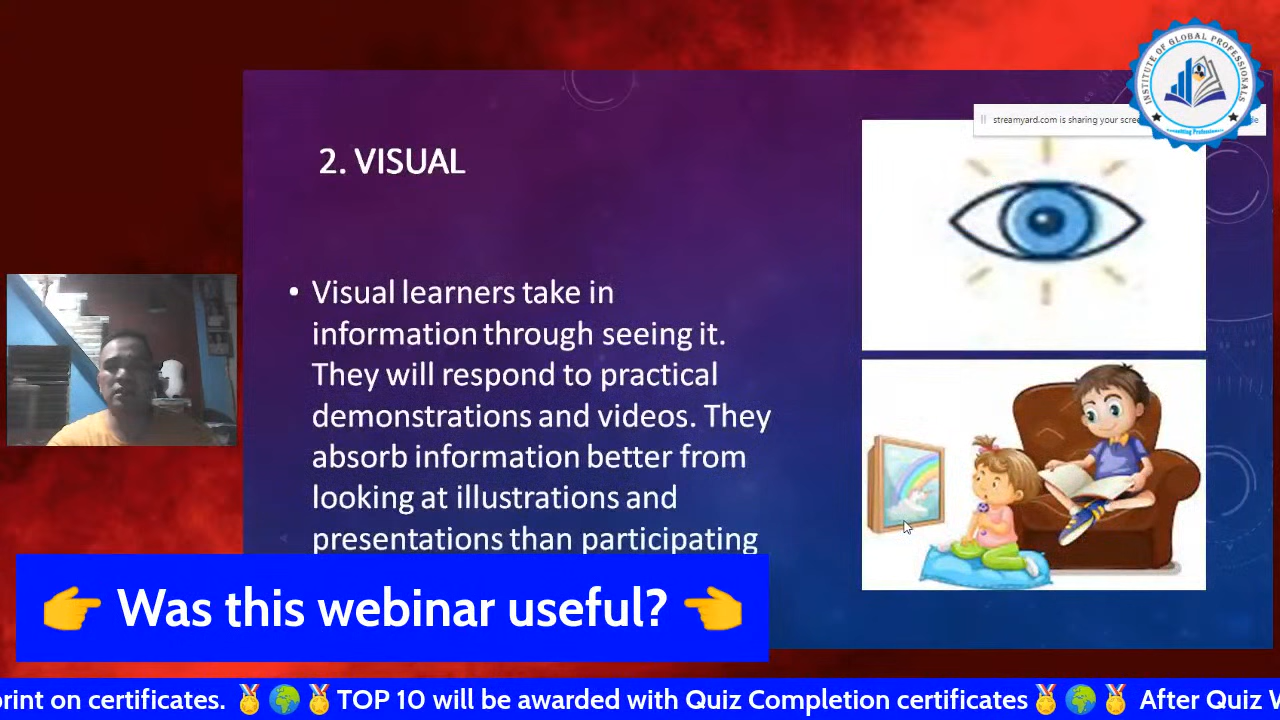 INSTITUTE OF GLOBAL PROFESSIONALS
streamyard.com is sharing your
2. VISUAL
• Visual learners take in
information through seeing it.
They will respond to practical
demonstrations and videos. They
absorb information better from
looking at illustrations and
presentations than participating
👉 Was this webinar useful? 👈
print on certificates. 🏅🌍🏅TOP 10 will be awarded with Quiz Completion certificates🏅🌍🏅 After Quiz